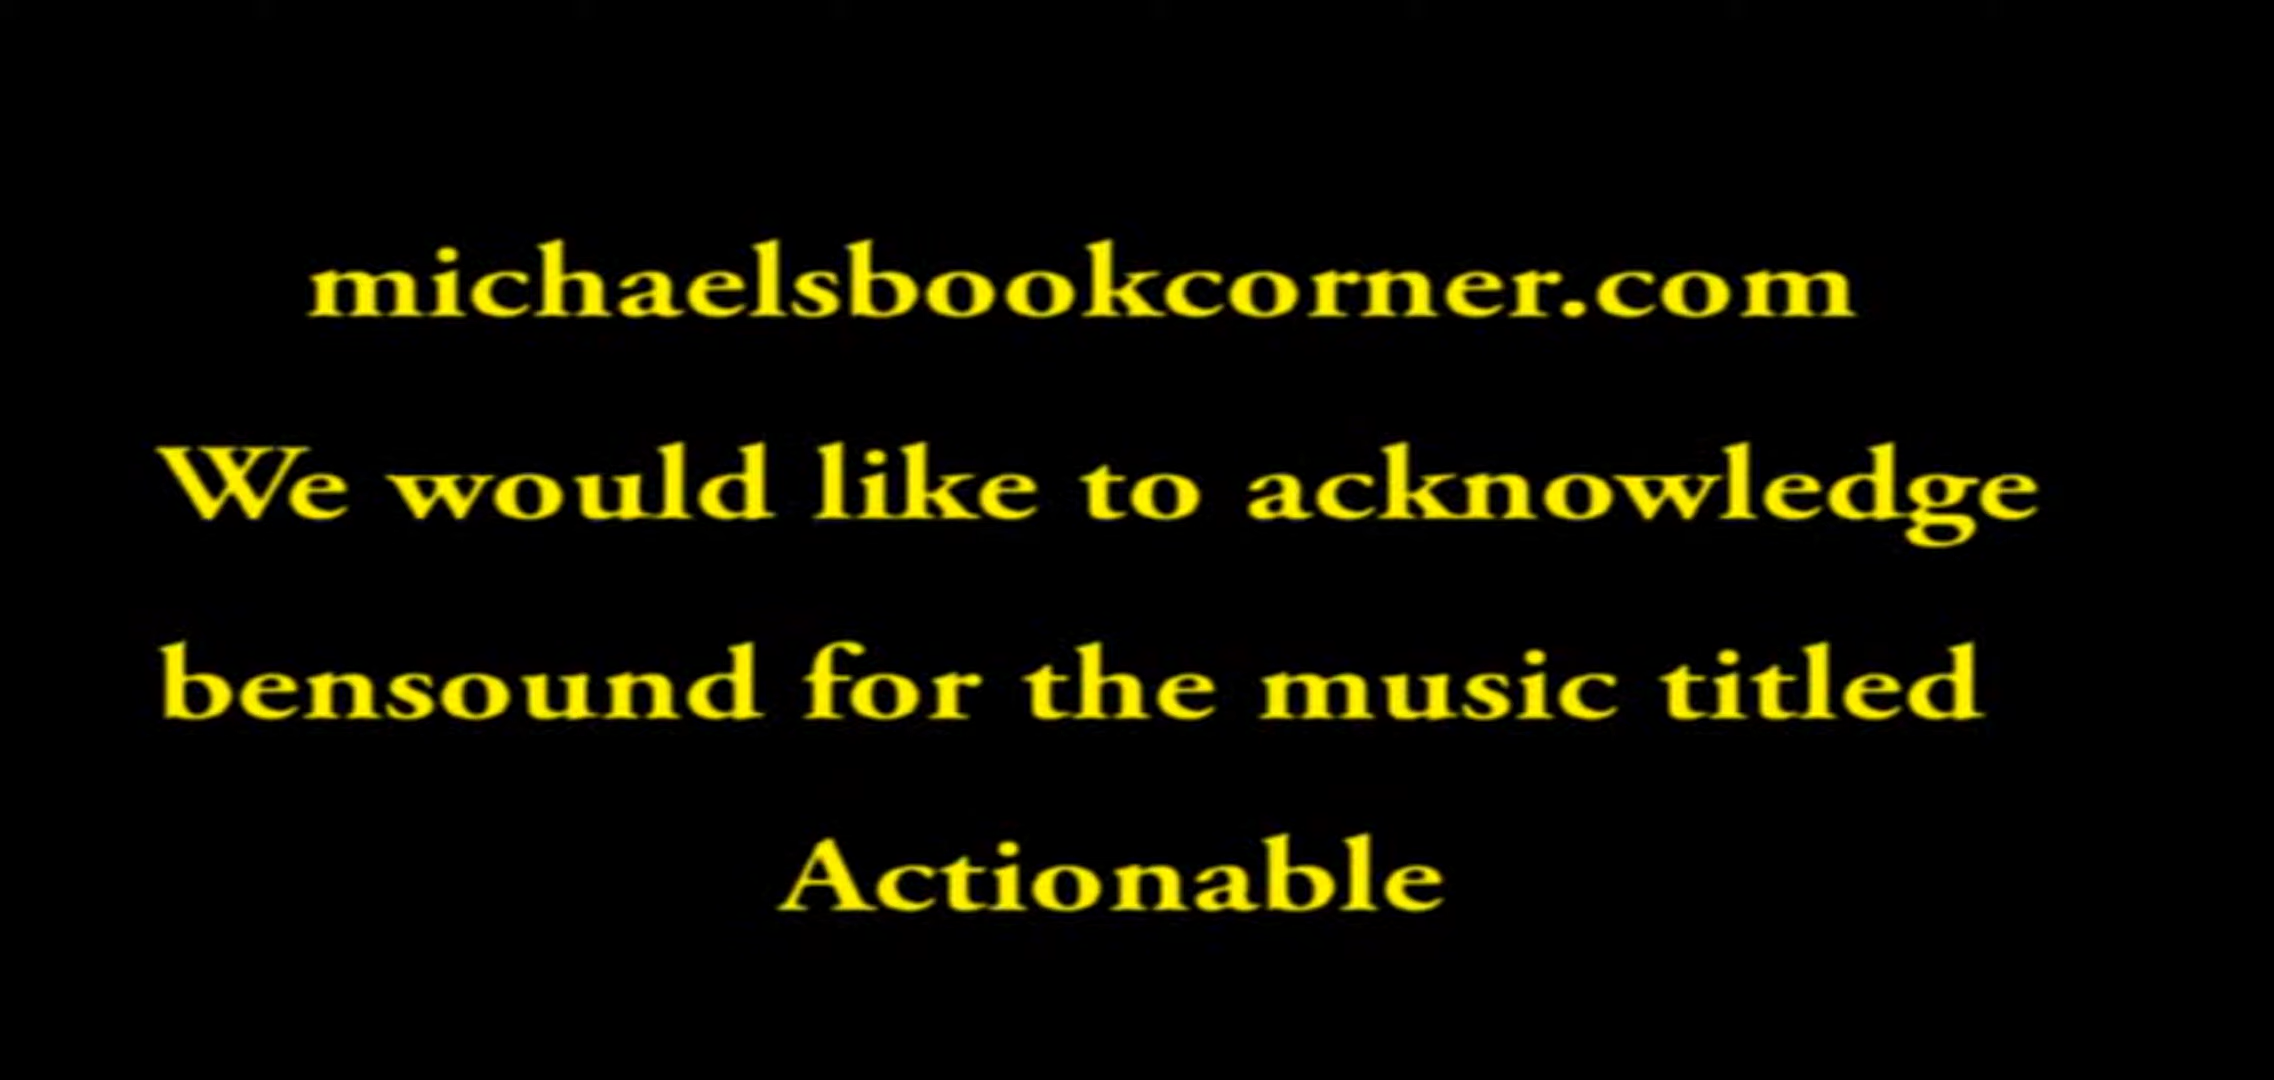 michaelsbookcorner.com
We would like to acknowledge
bensound for the music titled
Actionable